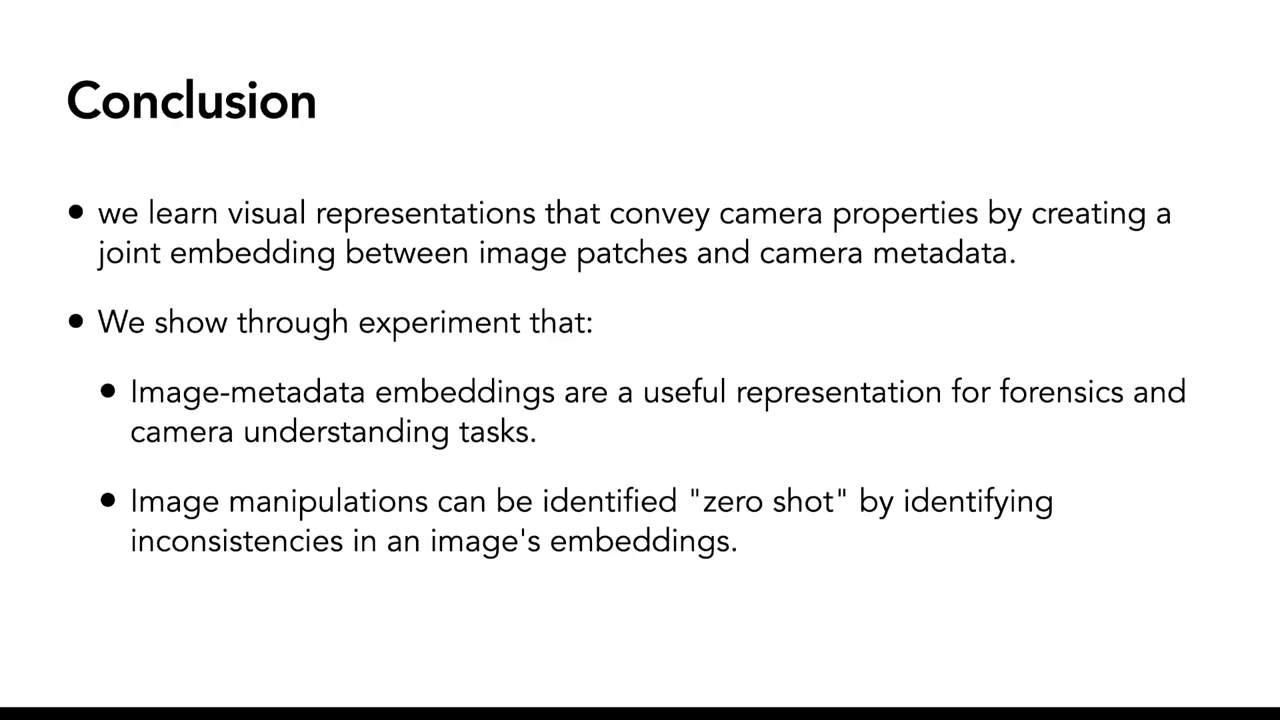 Conclusion
• we learn visual representations that convey camera properties by creating a
joint embedding between image patches and camera metadata.
• We show through experiment that:
• Image-metadata embeddings are a useful representation for forensics and
camera understanding tasks.
• Image manipulations can be identified "zero shot" by identifying
inconsistencies in an image's embeddings.